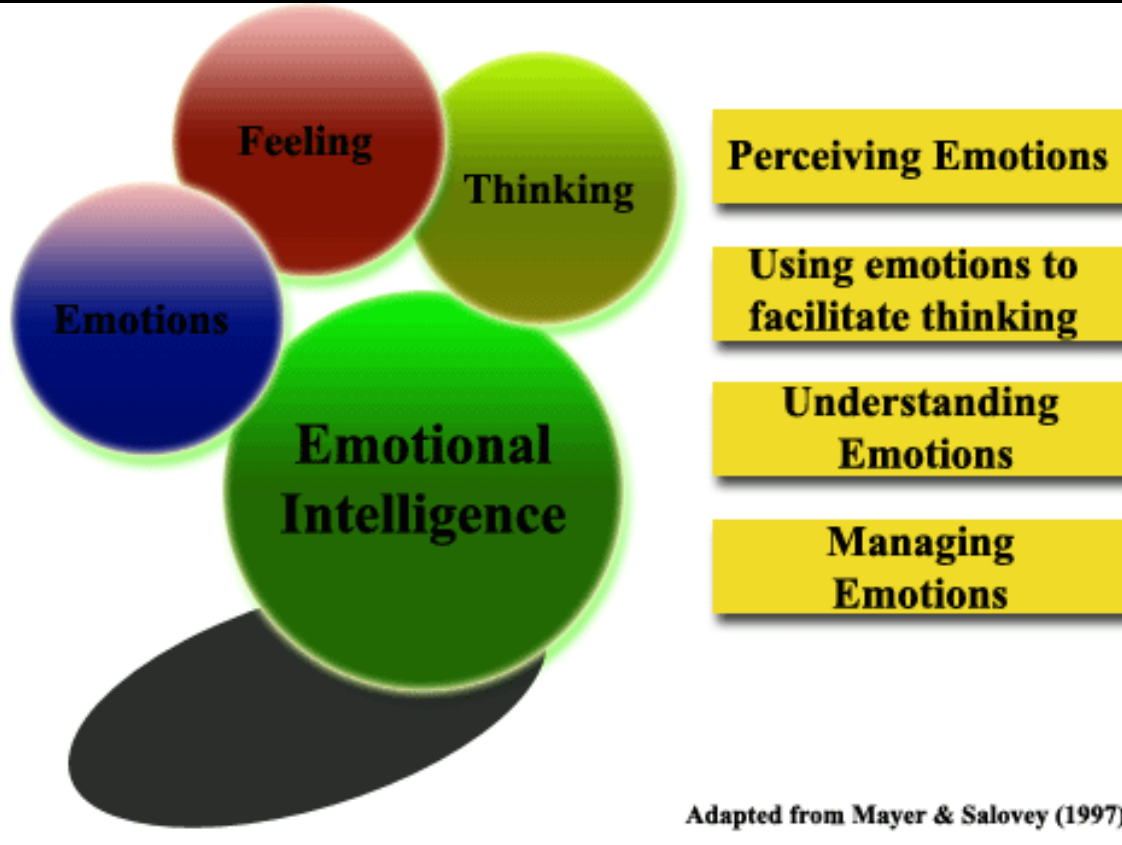 Feeling
Thinking
Emotions
Emotional
Intelligence
Perceiving Emotions
Using emotions to
facilitate thinking
Understanding
Emotions
Managing
Emotions
Adapted from Mayer & Salovey (1997)